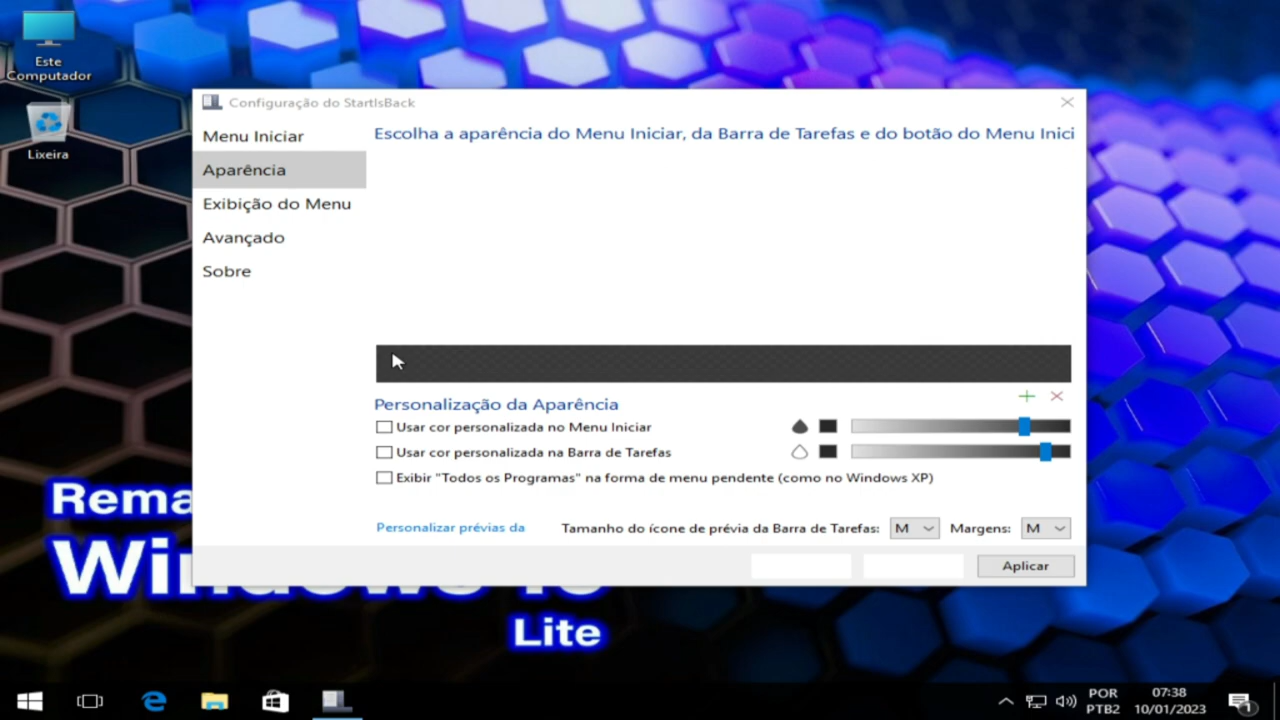 Este
Computador
Lixeira
Configuração do StartIsBack
Menu Iniciar
Aparência
Exibição do Menu
Avançado
Sobre
Escolha a aparência do Menu Iniciar, da Barra de Tarefas e do botão do Menu Inici
Personalização da Aparência
Usar cor personalizada no Menu Iniciar
Usar cor personalizada na Barra de Tarefas
Exibir "Todos os Programas" na forma de menu pendente (como no Windows XP)
Personalizar prévias da
Tamanho do ícone de prévia da Barra de Tarefas: M Margens: M
Aplicar
Rema
Lite
POR
PTB2
07:38
10/01/2023
1